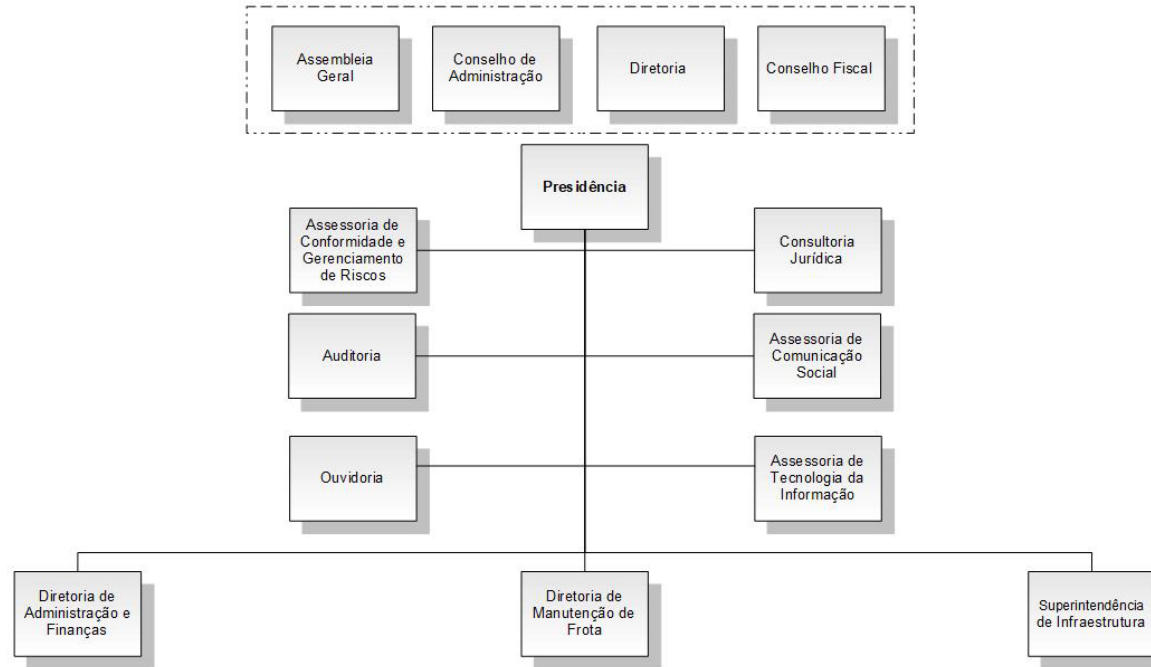 Assembleia
Geral
Conselho de
Administração
Diretoria
Conselho Fiscal
Presidência
Assessoria de
Conformidade e
Gerenciamento
de Riscos
Consultoria
Jurídica
Auditoria
Assessoria de
Comunicação
Social
Ouvidoria
Assessoria de
Tecnologia da
Informação
Diretoria de
Administração e
Finanças
Diretoria de
Manutenção de
Frota
Superintendência
de Infraestrutura